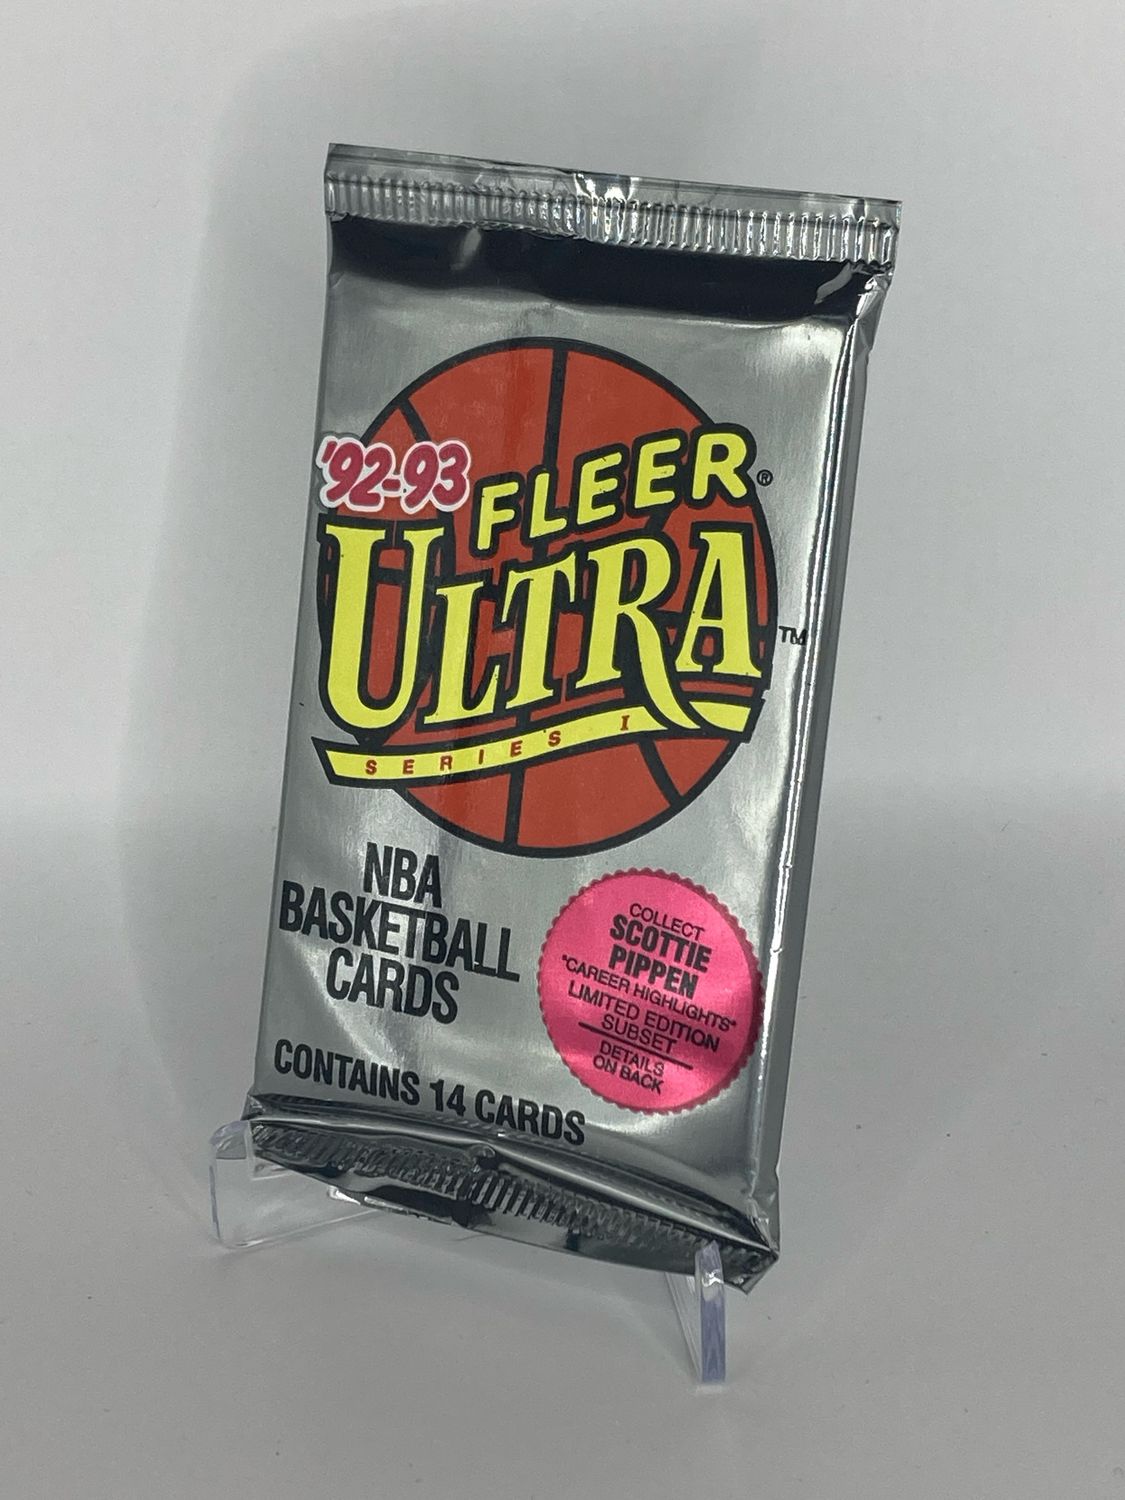 '92-93
FLEER®
ULTRA™
SERIES I
NBA
BASKETBALL
CARDS
CONTAINS 14 CARDS
COLLECT
SCOTTIE
PIPPEN
"CAREER HIGHLIGHTS"
LIMITED EDITION
SUBSET
DETAILS
ON BACK